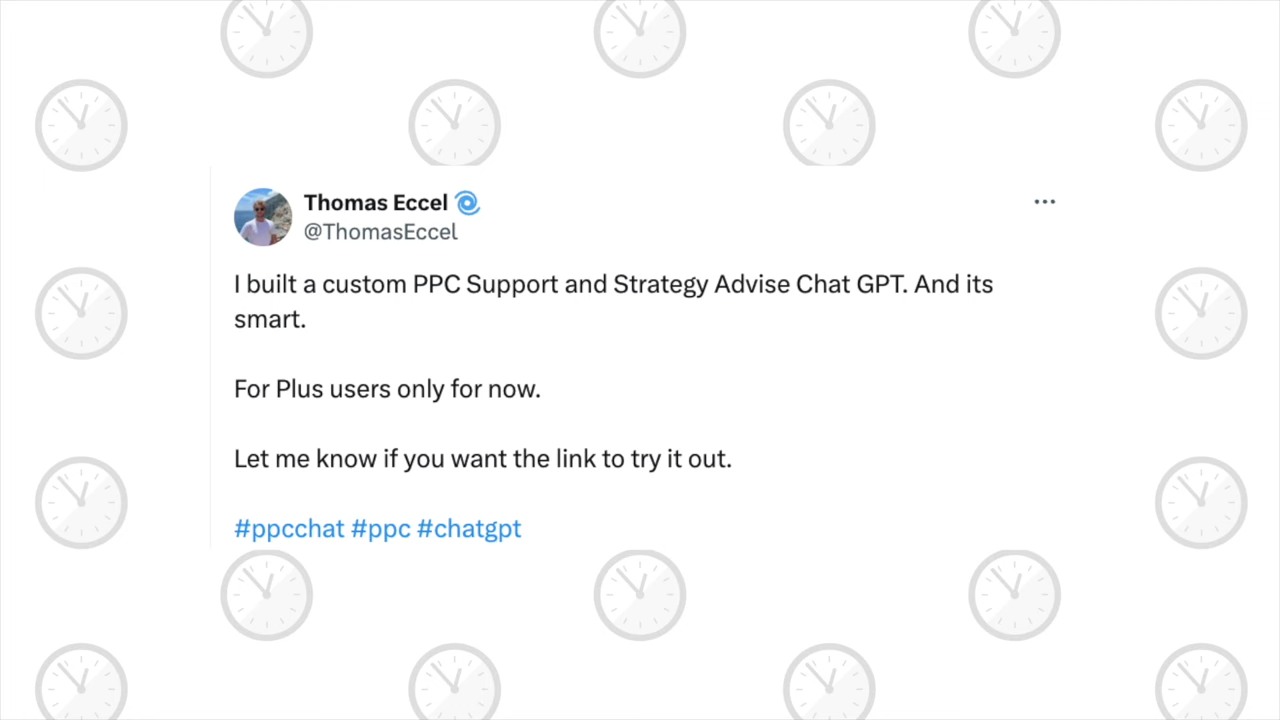 Thomas Eccel
@ThomasEccel
I built a custom PPC Support and Strategy Advise Chat GPT. And its
smart.
For Plus users only for now.
Let me know if you want the link to try it out.
#ppcchat #ppc #chatgpt